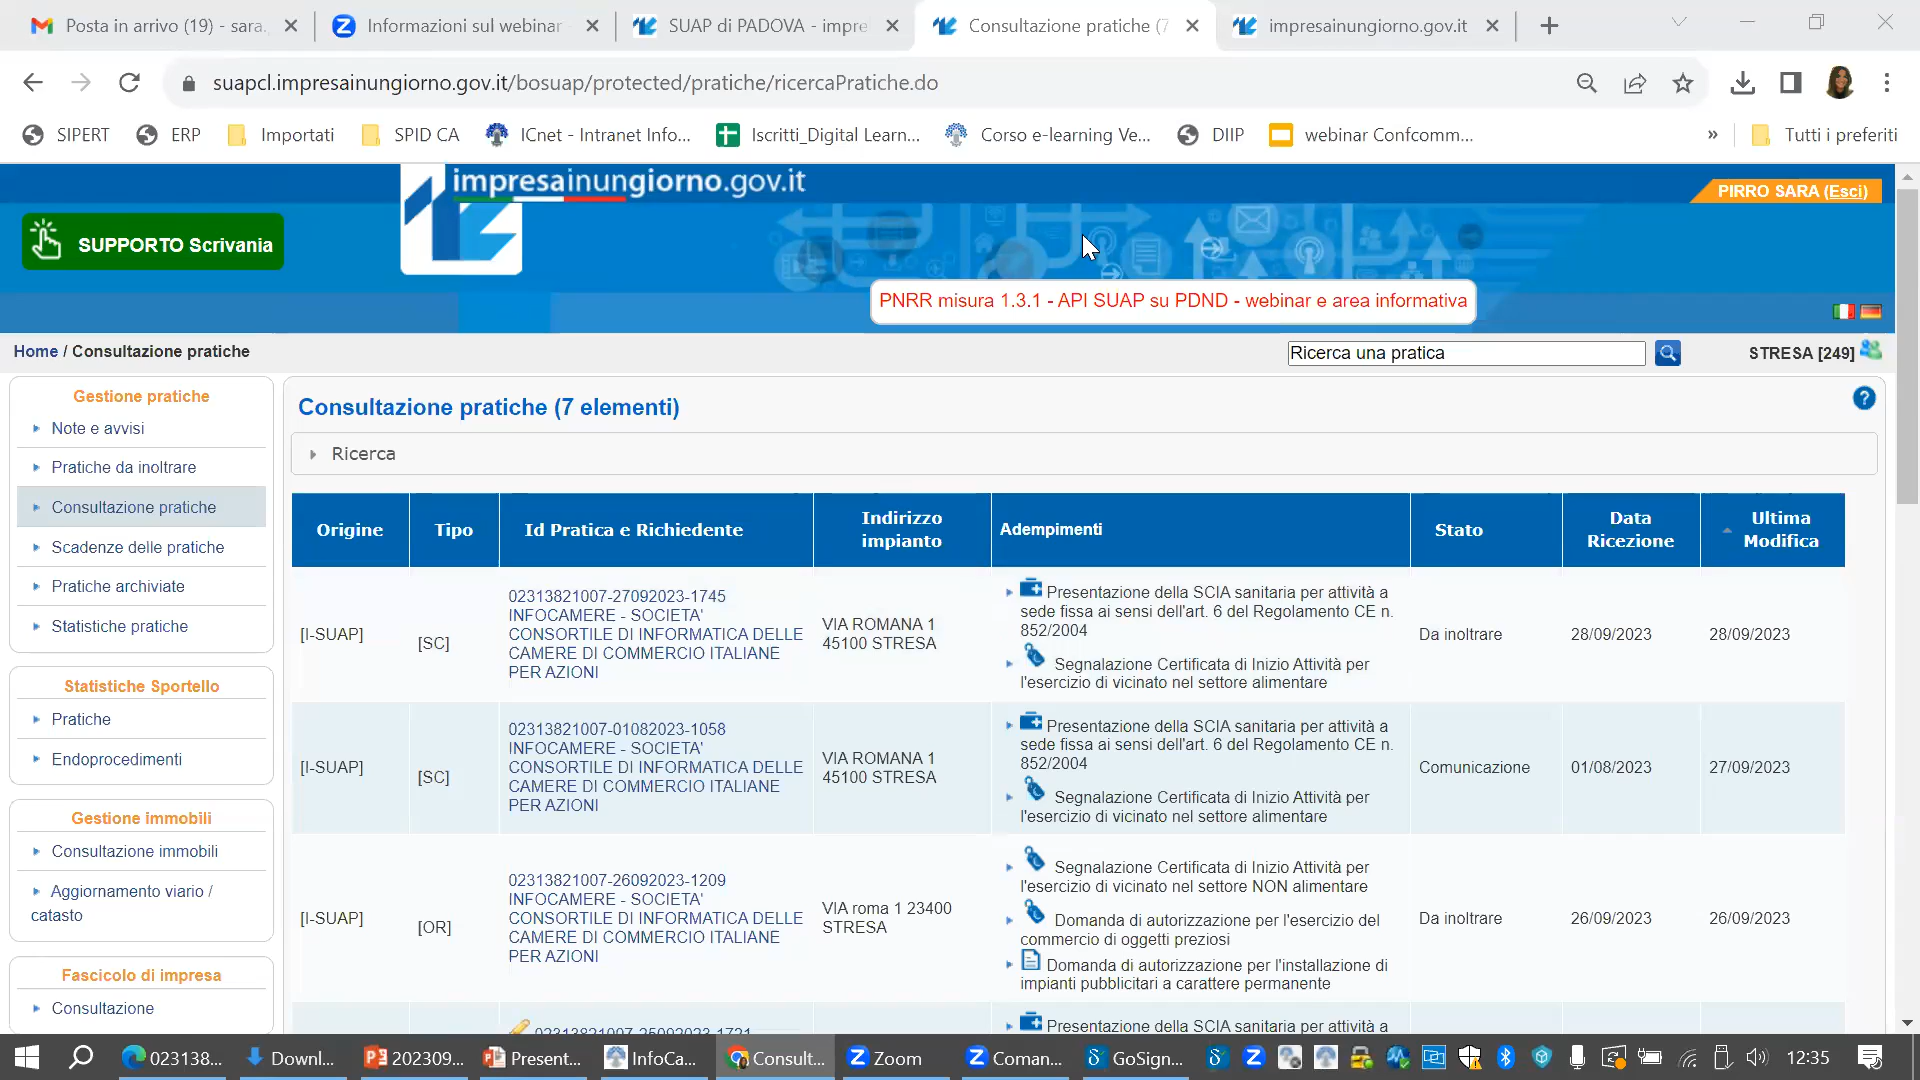 Posta in arrivo (19) - sara.
Informazioni sul webinar
SUAP di PADOVA - impre
Consultazione pratiche (7
impresainungiorno.gov.it
suapcl.impresainungiorno.gov.it/bosuap/protected/pratiche/ricercaPratiche.do
SIPERT
ERP
Importati
SPID CA
ICnet - Intranet Info...
Iscritti_Digital Learn...
Corso e-learning Ve...
DIIP
webinar Confcomm...
»
Tutti i preferiti
impresainungiorno.gov.it
PIRRO SARA (Esci)
SUPPORTO Scrivania
PNRR misura 1.3.1 - API SUAP su PDND - webinar e area informativa
Home / Consultazione pratiche
Ricerca una pratica
STRESA [249]
Gestione pratiche
Note e avvisi
Pratiche da inoltrare
Consultazione pratiche
Scadenze delle pratiche
Pratiche archiviate
Statistiche pratiche
Statistiche Sportello
Pratiche
Endoprocedimenti
Gestione immobili
Consultazione immobili
Aggiornamento viario /
catasto
Fascicolo di impresa
Consultazione
Consultazione pratiche (7 elementi)
?
Ricerca
Origine
Tipo
Id Pratica e Richiedente
Indirizzo
impianto
Adempimenti
Stato
Data
Ricezione
Ultima
Modifica
[I-SUAP]
[SC]
02313821007-27092023-1745
INFOCAMERE - SOCIETA'
CONSORTILE DI INFORMATICA DELLE
CAMERE DI COMMERCIO ITALIANE
PER AZIONI
VIA ROMANA 1
45100 STRESA
Presentazione della SCIA sanitaria per attività a
sede fissa ai sensi dell'art. 6 del Regolamento CE n.
852/2004
Segnalazione Certificata di Inizio Attività per
l'esercizio di vicinato nel settore alimentare
Da inoltrare
28/09/2023
28/09/2023
[I-SUAP]
[SC]
02313821007-01082023-1058
INFOCAMERE - SOCIETA'
CONSORTILE DI INFORMATICA DELLE
CAMERE DI COMMERCIO ITALIANE
PER AZIONI
VIA ROMANA 1
45100 STRESA
Presentazione della SCIA sanitaria per attività a
sede fissa ai sensi dell'art. 6 del Regolamento CE n.
852/2004
Segnalazione Certificata di Inizio Attività per
l'esercizio di vicinato nel settore alimentare
Comunicazione
01/08/2023
27/09/2023
[I-SUAP]
[OR]
02313821007-26092023-1209
INFOCAMERE - SOCIETA'
CONSORTILE DI INFORMATICA DELLE
CAMERE DI COMMERCIO ITALIANE
PER AZIONI
VIA roma 1 23400
STRESA
Segnalazione Certificata di Inizio Attività per
l'esercizio di vicinato nel settore NON alimentare
Domanda di autorizzazione per l'esercizio del
commercio di oggetti preziosi
Domanda di autorizzazione per l'installazione di
impianti pubblicitari a carattere permanente
Da inoltrare
26/09/2023
26/09/2023
02313821007-25092023-1721
Presentazione della SCIA sanitaria per attività a
023138...
Downl...
202309...
Present...
InfoCa...
Consult...
Zoom
Coman...
GoSign...
12:35